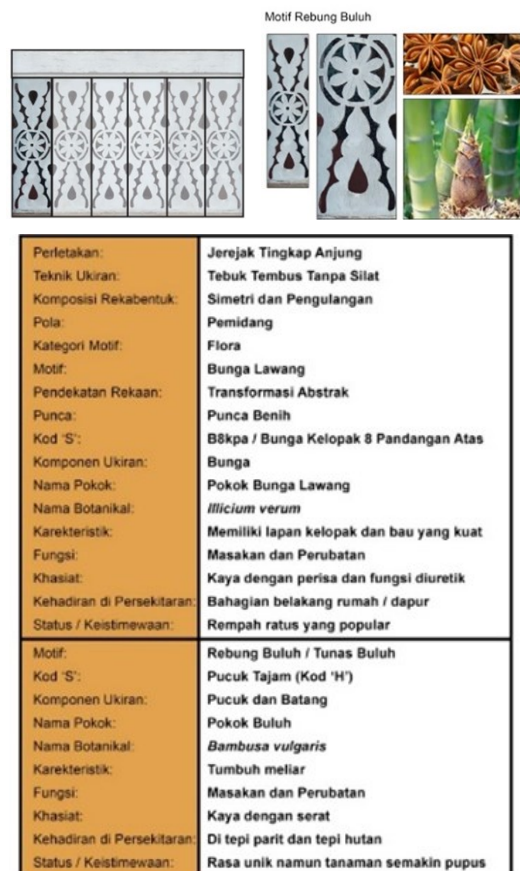 Motif Rebung Buluh
Perletakan: Jerejak Tingkap Anjung
Teknik Ukiran: Tebuk Tembus Tanpa Silat
Komposisi Rekabentuk: Simetri dan Pengulangan
Pola: Pemidang
Kategori Motif: Flora
Motif: Bunga Lawang
Pendekatan Rekaan: Transformasi Abstrak
Punca: Punca Benih
Kod 'S': B8kpa / Bunga Kelopak 8 Pandangan Atas
Komponen Ukiran: Bunga
Nama Pokok: Pokok Bunga Lawang
Nama Botanikal: Illicium verum
Karekteristik: Memiliki lapan kelopak dan bau yang kuat
Fungsi: Masakan dan Perubatan
Khasiat: Kaya dengan perisa dan fungsi diuretik
Kehadiran di Persekitaran: Bahagian belakang rumah / dapur
Status / Keistimewaan: Rempah ratus yang popular
Motif: Rebung Buluh / Tunas Buluh
Kod 'S': Pucuk Tajam (Kod 'H')
Komponen Ukiran: Pucuk dan Batang
Nama Pokok: Pokok Buluh
Nama Botanikal: Bambusa vulgaris
Karekteristik: Tumbuh meliar
Fungsi: Masakan dan Perubatan
Khasiat: Kaya dengan serat
Kehadiran di Persekitaran: Di tepi parit dan tepi hutan
Status / Keistimewaan: Rasa unik namun tanaman semakin pupus